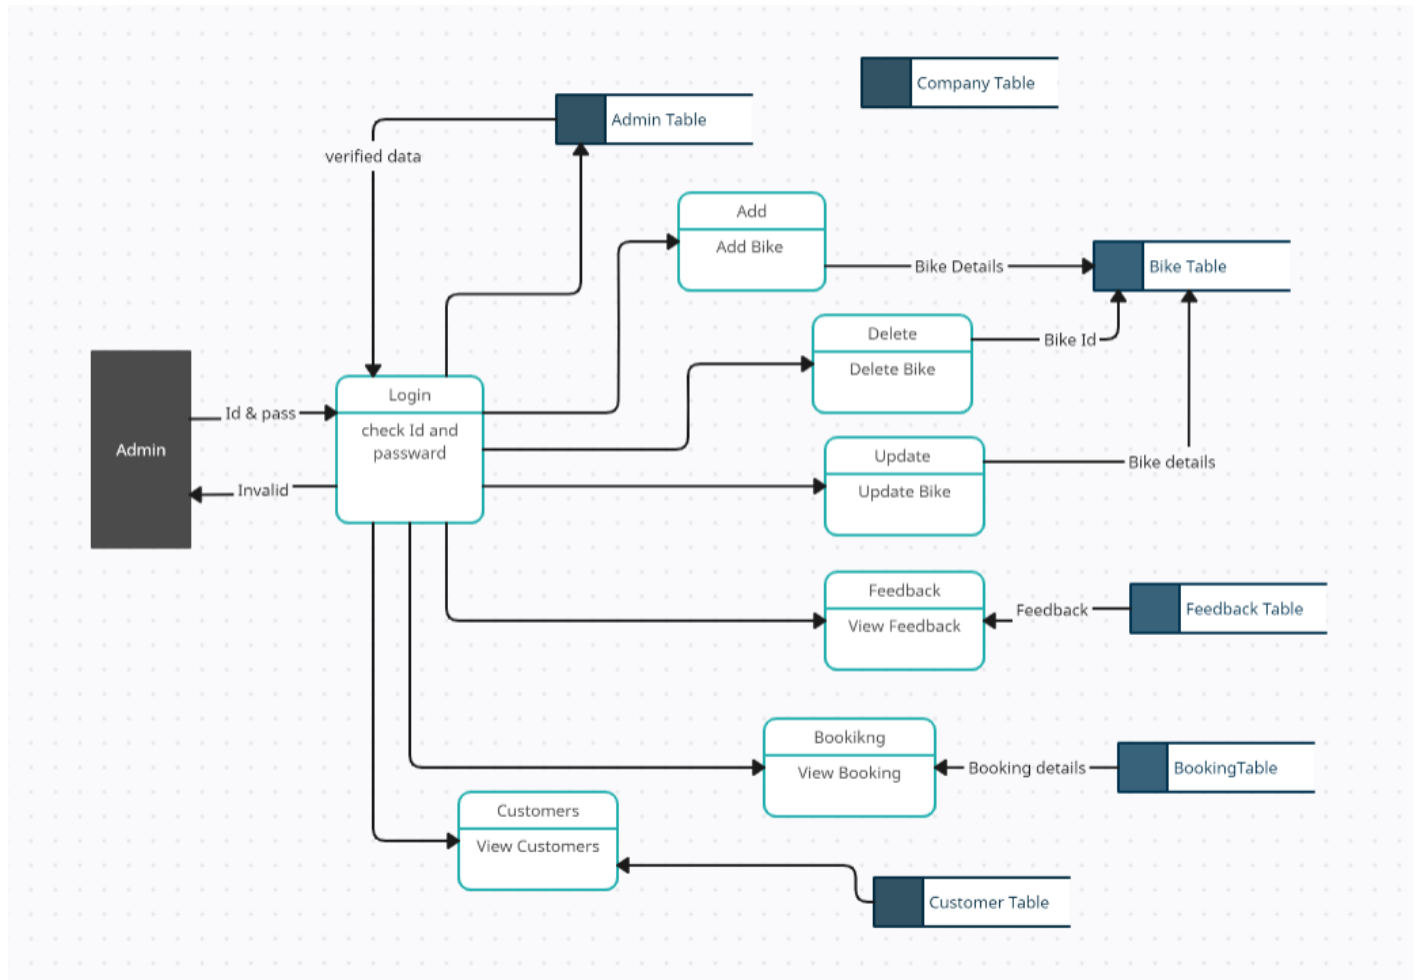 Company Table
Admin Table
verified data
Add
Add Bike
Bike Details
Bike Table
Delete
Delete Bike
Bike Id
Login
check Id and
passward
Id & pass
Admin
Invalid
Update
Update Bike
Bike details
Feedback
View Feedback
Feedback
Feedback Table
Bookikng
View Booking
Booking details
BookingTable
Customers
View Customers
Customer Table